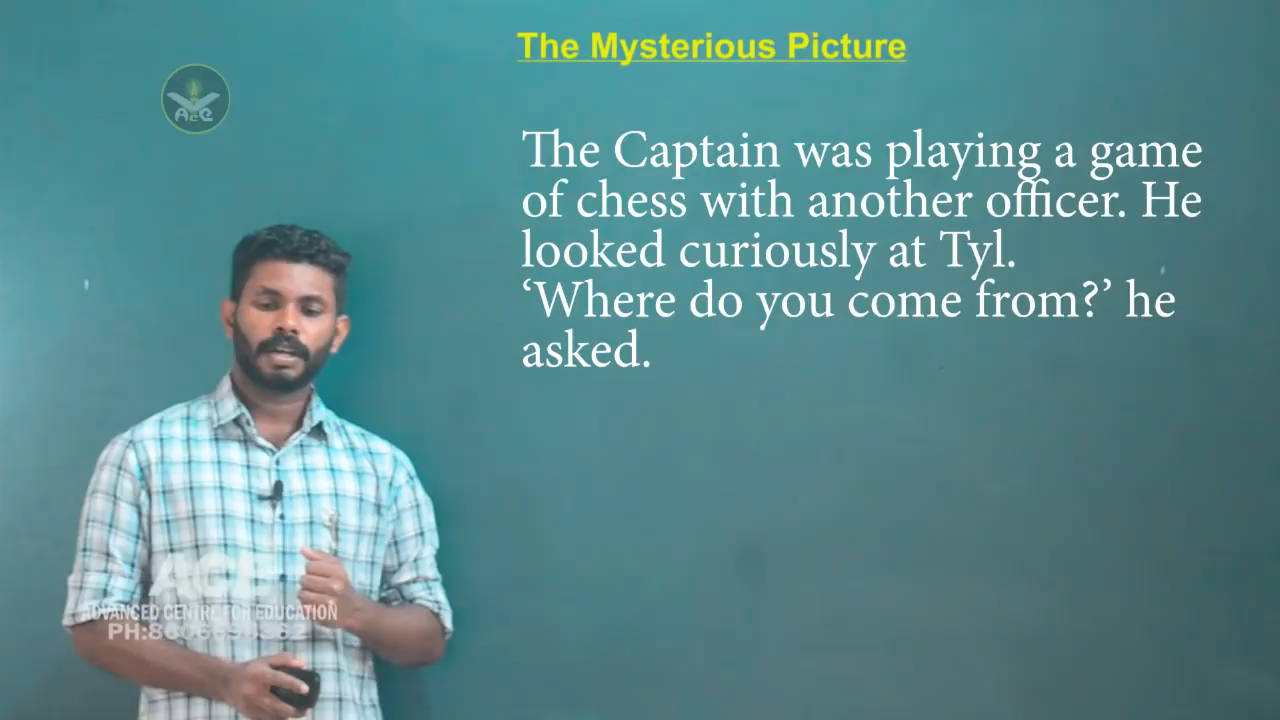 The Mysterious Picture
AcE
The Captain was playing a game
of chess with another officer. He
looked curiously at Tyl.
‘Where do you come from?’ he
asked.
ACE
ADVANCED CENTRE FOR EDUCATION